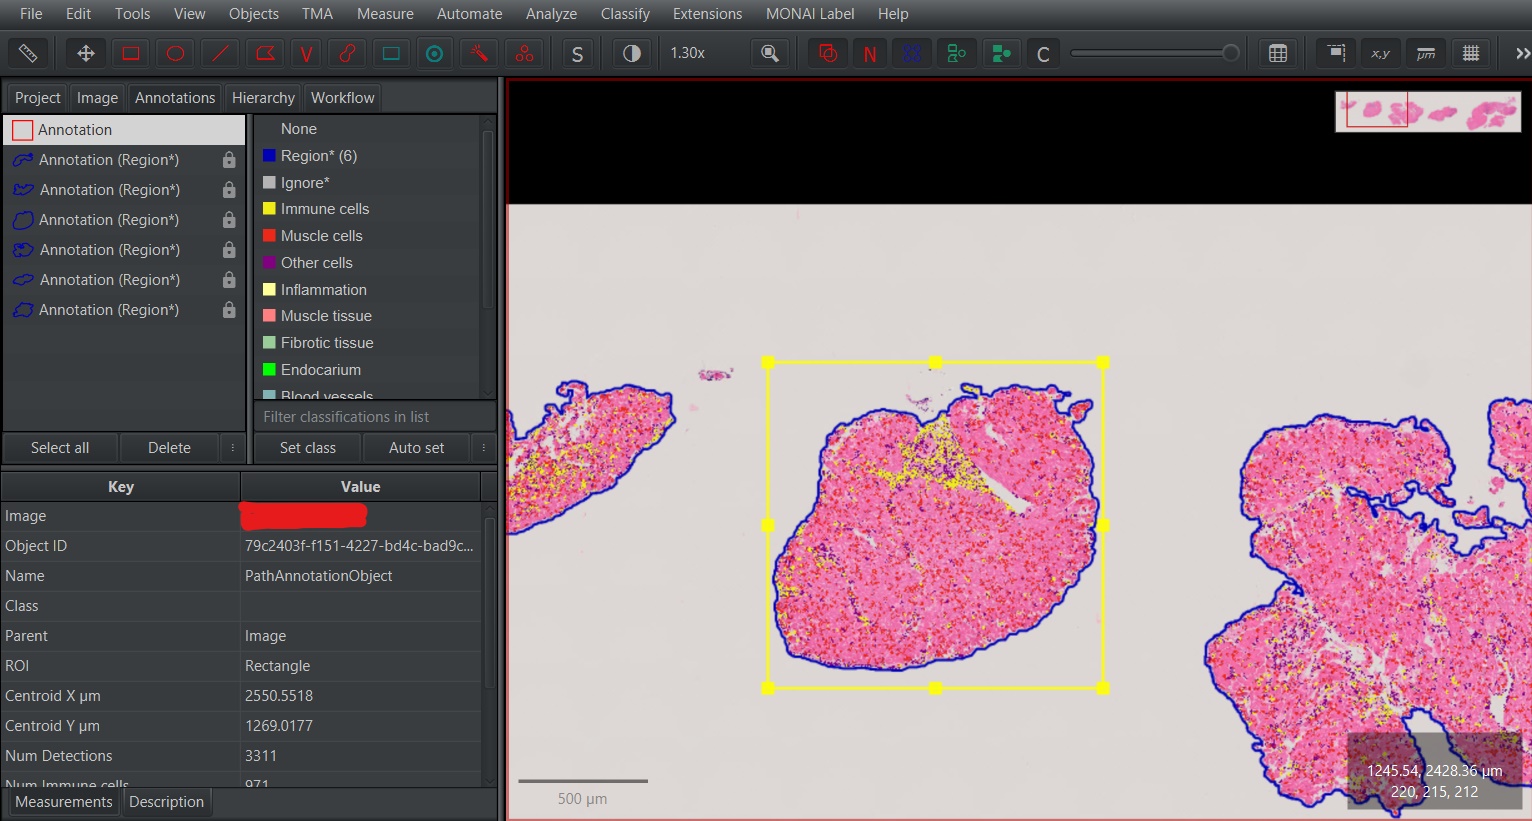 File Edit Tools View Objects TMA Measure Automate Analyze Classify Extensions MONAI Label Help
V S 1.30x N C x,y µm »
Project Image Annotations Hierarchy Workflow
Annotation
Annotation (Region*)
Annotation (Region*)
Annotation (Region*)
Annotation (Region*)
Annotation (Region*)
Annotation (Region*)
None
Region* (6)
Ignore*
Immune cells
Muscle cells
Other cells
Inflammation
Muscle tissue
Fibrotic tissue
Endocarium
Blood vessels
Filter classifications in list
Select all Delete Set class Auto set
Key Value
Image
Object ID 79c2403f-f151-4227-bd4c-bad9c...
Name PathAnnotationObject
Class
Parent Image
ROI Rectangle
Centroid X µm 2550.5518
Centroid Y µm 1269.0177
Num Detections 3311
Num Immune cells 971
Measurements Description
500 µm
1245.54, 2428.36 µm
220, 215, 212